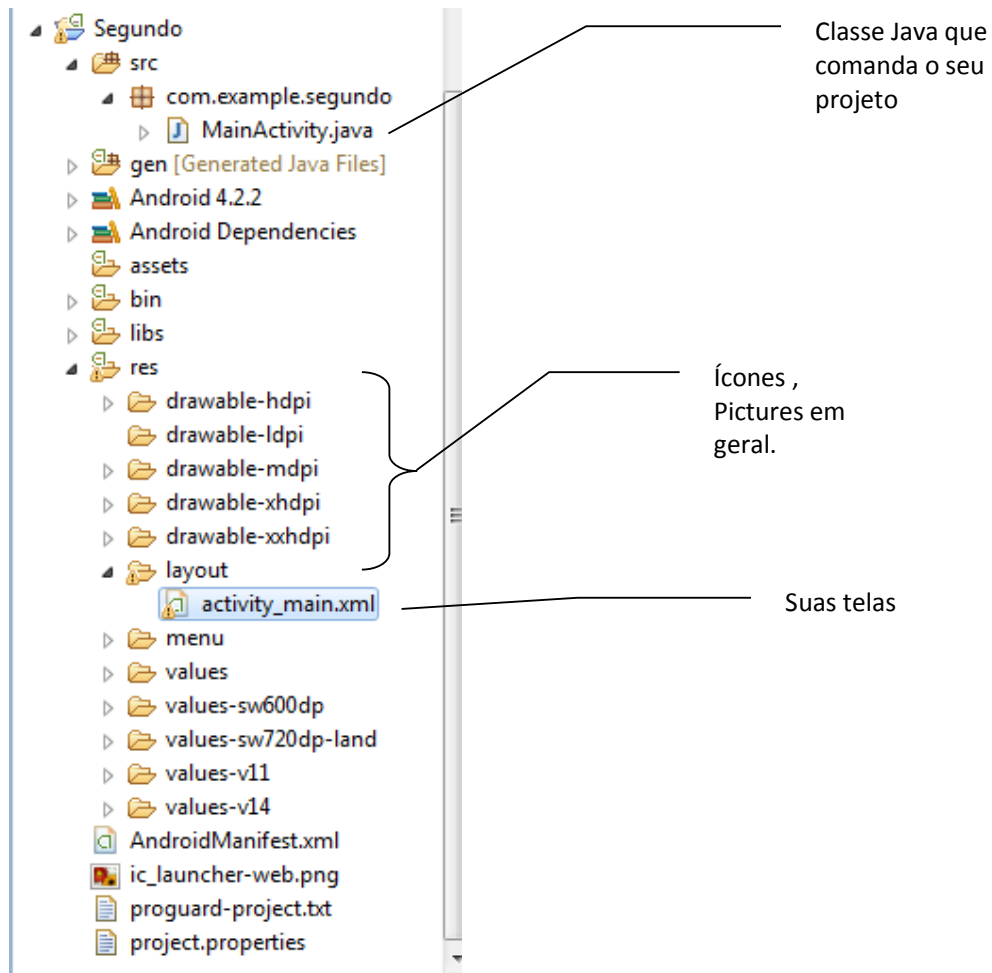 Segundo
src
com.example.segundo
MainActivity.java
gen [Generated Java Files]
Android 4.2.2
Android Dependencies
assets
bin
libs
res
drawable-hdpi
drawable-ldpi
drawable-mdpi
drawable-xhdpi
drawable-xxhdpi
layout
activity_main.xml
menu
values
values-sw600dp
values-sw720dp-land
values-v11
values-v14
AndroidManifest.xml
ic_launcher-web.png
proguard-project.txt
project.properties
Classe Java que
comanda o seu
projeto
Ícones ,
Pictures em
geral.
Suas telas